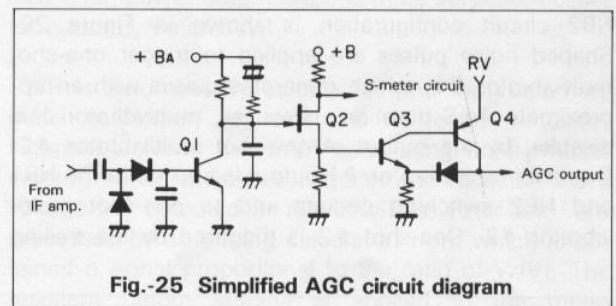 + BA
+B
RV
S-meter circuit
Q1
Q2
Q3
Q4
From
IF amp.
AGC output
Fig.-25 Simplified AGC circuit diagram